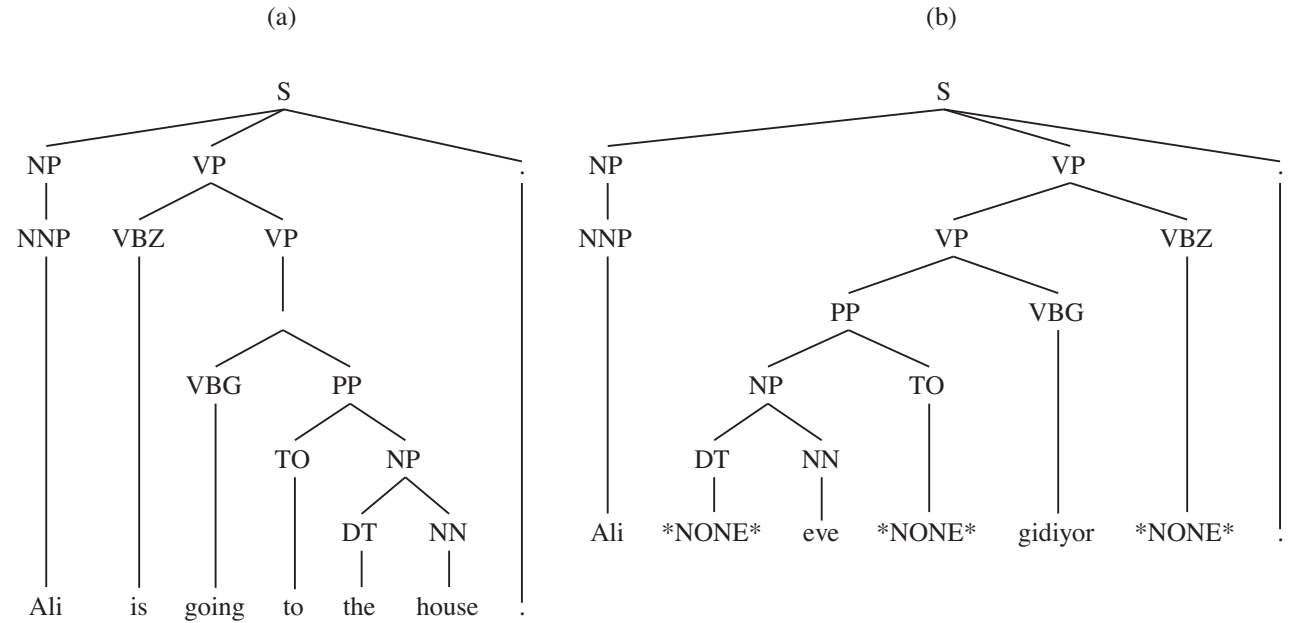 (a) (b)
S S
NP VP . NP VP .
NNP VBZ VP NNP VP VBZ
PP VBG
VBG PP NP TO
TO NP DT NN
DT NN Ali *NONE* eve *NONE* gidiyor *NONE* .
Ali is going to the house .